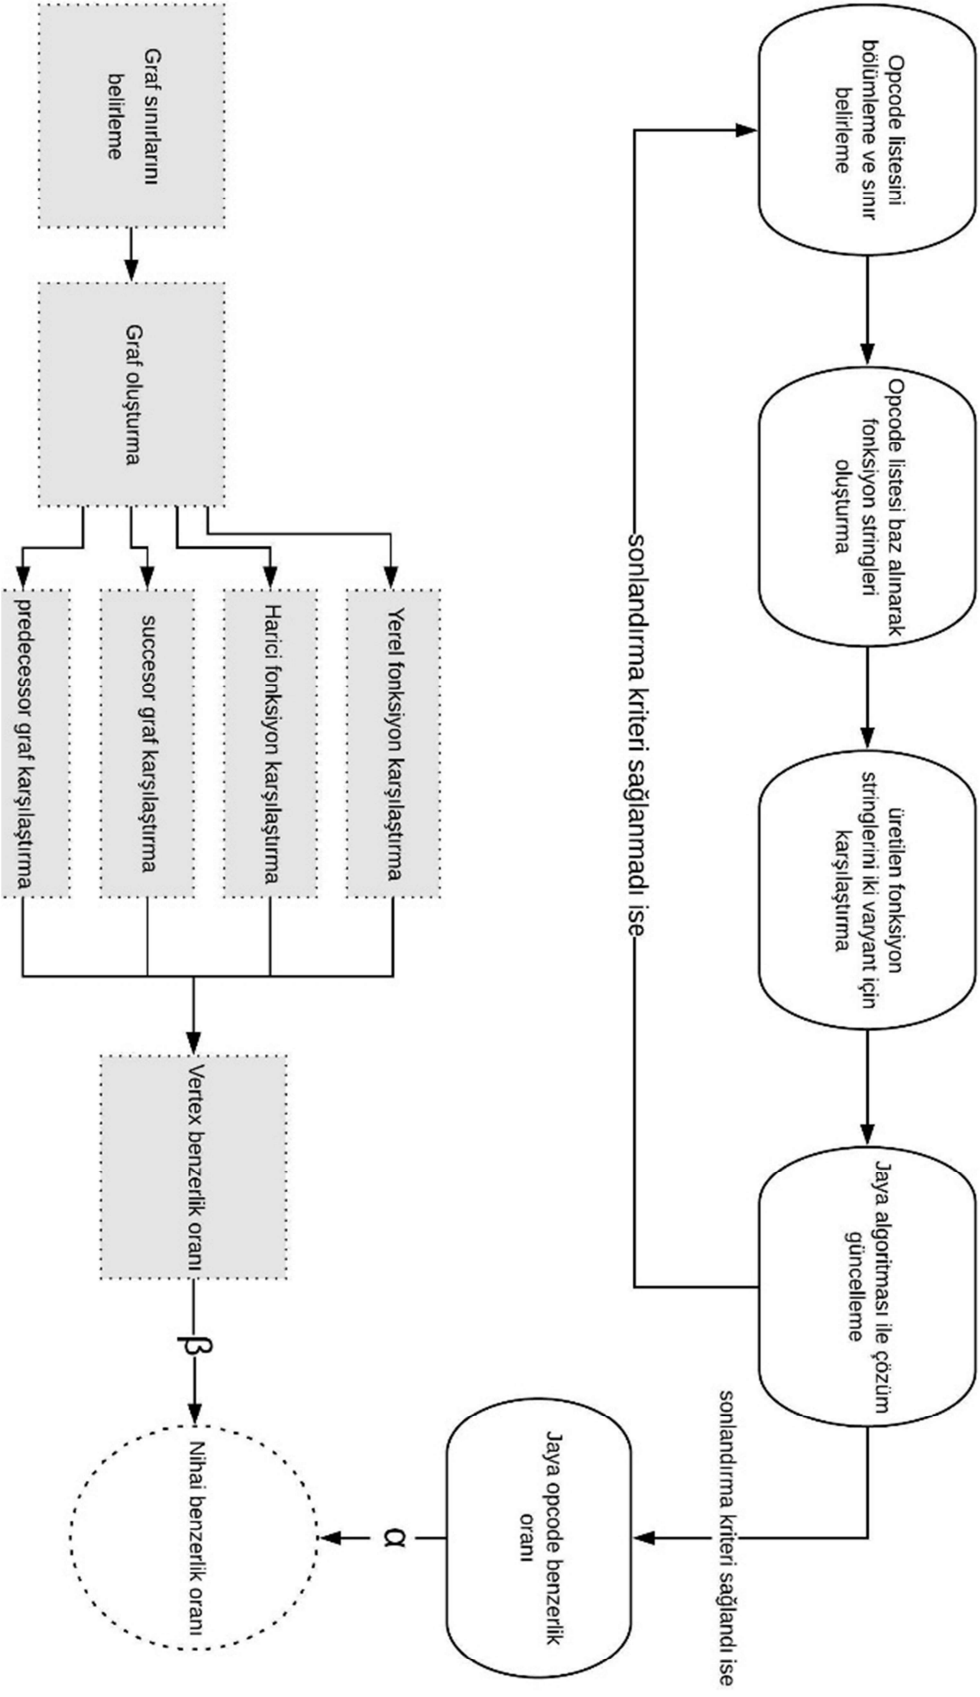 Opcode listesini
bölümleme ve sınır
belirleme
Opcode listesi baz alınarak
fonksiyon stringleri
oluşturma
üretilen fonksiyon
stringlerini iki varyant için
karşılaştırma
Jaya algoritması ile çözüm
güncelleme
sonlandırma kriteri sağlanmadı ise
sonlandırma kriteri sağlandı ise
Jaya opcode benzerlik
oranı
α
Graf sınırlarını
belirleme
Graf oluşturma
Yerel fonksiyon karşılaştırma
Harici fonksiyon karşılaştırma
succesor graf karşılaştırma
predecessor graf karşılaştırma
Vertex benzerlik oranı
β
Nihai benzerlik oranı